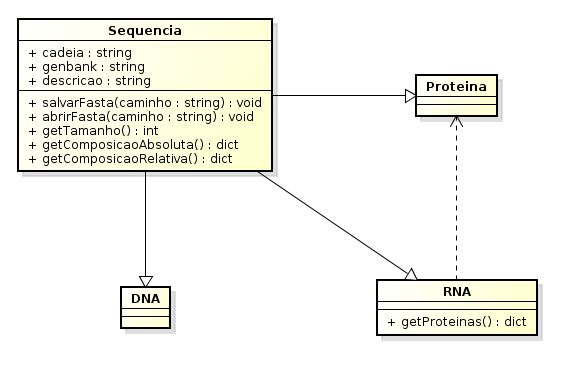 Sequencia
+ cadeia : string
+ genbank : string
+ descricao : string
+ salvarFasta(caminho : string) : void
+ abrirFasta(caminho : string) : void
+ getTamanho() : int
+ getComposicaoAbsoluta() : dict
+ getComposicaoRelativa() : dict
Proteina
DNA
RNA
+ getProteinas() : dict